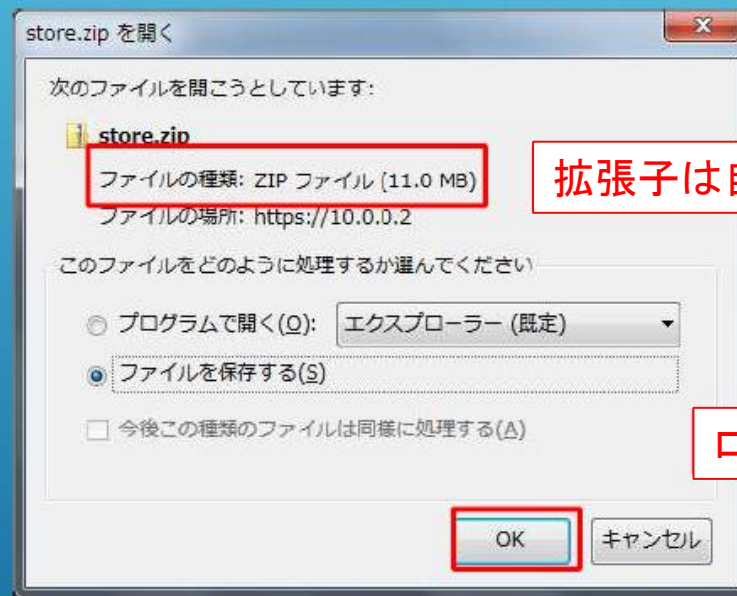 store.zip を開く
次のファイルを開こうとしています:
store.zip
ファイルの種類: ZIP ファイル (11.0 MB)
拡張子は
ファイルの場所: https://10.0.0.2
このファイルをどのように処理するか選んでください
プログラムで開く(O): エクスプローラー (既定)
ファイルを保存する(S)
今後この種類のファイルは同様に処理する(A)
OK キャンセル